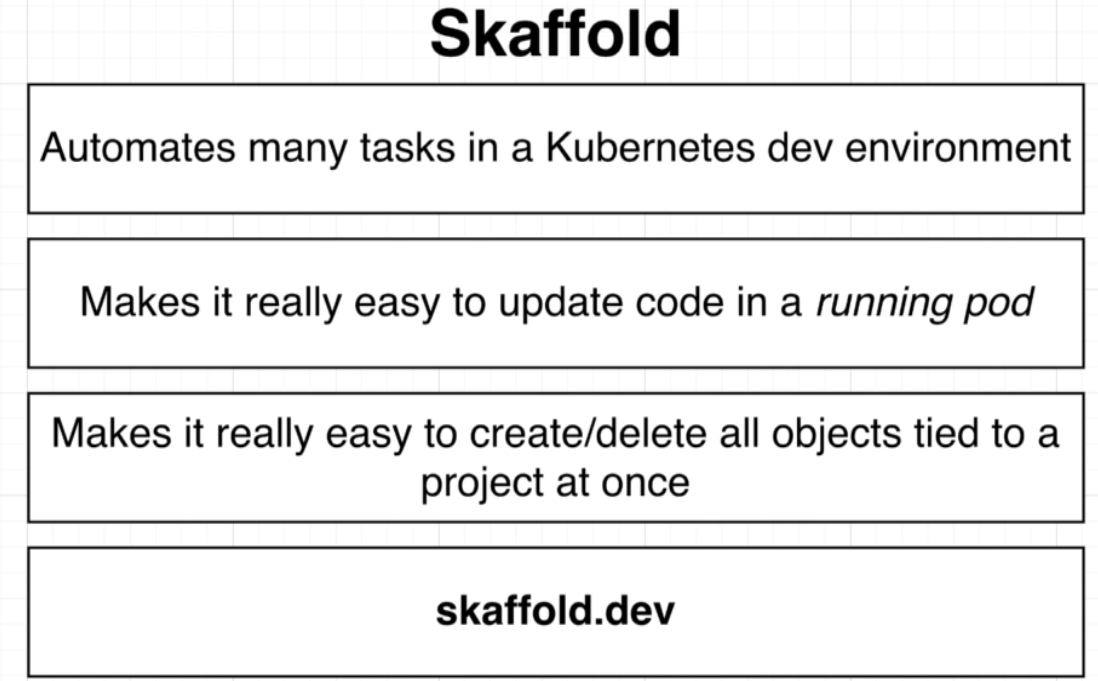 Skaffold
Automates many tasks in a Kubernetes dev environment
Makes it really easy to update code in a running pod
Makes it really easy to create/delete all objects tied to a
project at once
skaffold.dev